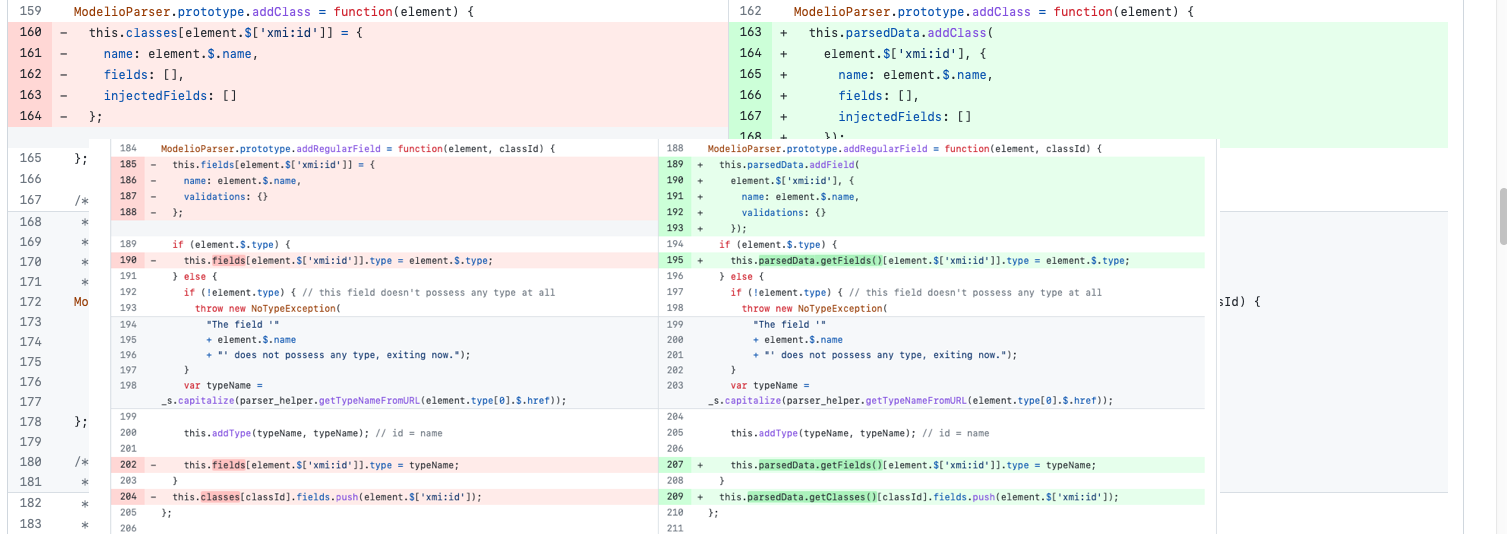 159 ModelioParser.prototype.addClass = function(element) { 162 ModelioParser.prototype.addClass = function(element) {
160 - this.classes[element.$['xmi:id']] = { 163 + this.parsedData.addClass(
161 - name: element.$.name, 164 + element.$['xmi:id'], {
162 - fields: [], 165 + name: element.$.name,
163 - injectedFields: [] 166 + fields: [],
164 - }; 167 + injectedFields: []
168 + });
165 };
166
167 /*
168 *
169 *
170 *
171 *
172 Mo sId) {
173
174
175
176
177
178 };
179
180 /*
181 *
182 *
183 *
184 ModelioParser.prototype.addRegularField = function(element, classId) { 188 ModelioParser.prototype.addRegularField = function(element, classId) {
185 - this.fields[element.$['xmi:id']] = { 189 + this.parsedData.addField(
186 - name: element.$.name, 190 + element.$['xmi:id'], {
187 - validations: {} 191 + name: element.$.name,
188 - }; 192 + validations: {}
193 + });
189 if (element.$.type) { 194 if (element.$.type) {
190 - this.fields[element.$['xmi:id']].type = element.$.type; 195 + this.parsedData.getFields()[element.$['xmi:id']].type = element.$.type;
191 } else { 196 } else {
192 if (!element.type) { // this field doesn't possess any type at all 197 if (!element.type) { // this field doesn't possess any type at all
193 throw new NoTypeException( 198 throw new NoTypeException(
194 "The field '" 199 "The field '"
195 + element.$.name 200 + element.$.name
196 + "' does not possess any type, exiting now."); 201 + "' does not possess any type, exiting now.");
197 } 202 }
198 var typeName = 203 var typeName =
_s.capitalize(parser_helper.getTypeNameFromURL(element.type[0].$.href)); _s.capitalize(parser_helper.getTypeNameFromURL(element.type[0].$.href));
199 204
200 this.addType(typeName, typeName); // id = name 205 this.addType(typeName, typeName); // id = name
201 206
202 - this.fields[element.$['xmi:id']].type = typeName; 207 + this.parsedData.getFields()[element.$['xmi:id']].type = typeName;
203 } 208 }
204 - this.classes[classId].fields.push(element.$['xmi:id']); 209 + this.parsedData.getClasses()[classId].fields.push(element.$['xmi:id']);
205 }; 210 };
206 211